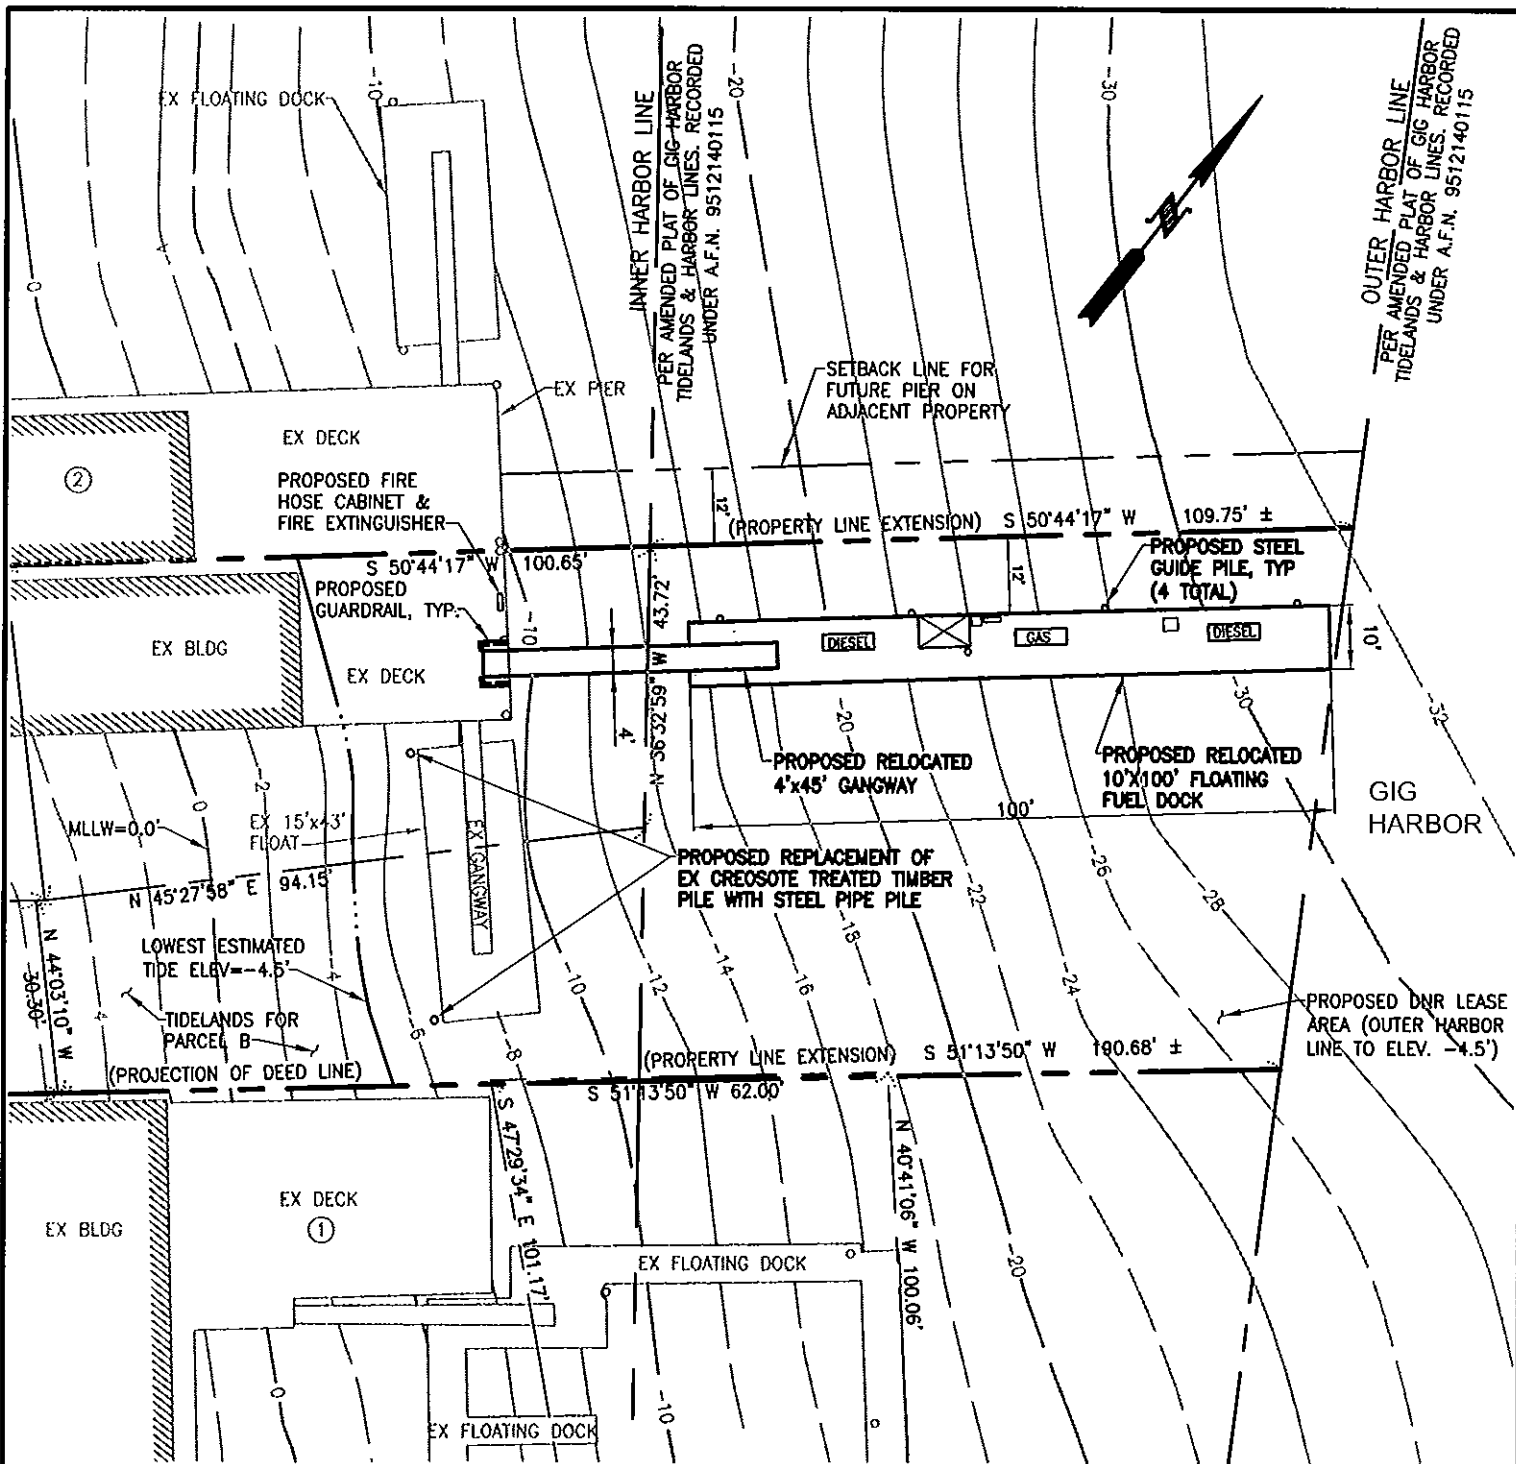 EX FLOATING DOCK
-10
INNER HARBOR LINE
PER AMENDED PLAT OF GIG HARBOR
TIDELANDS & HARBOR LINES. RECORDED
UNDER A.F.N. 9512140115
-20
-30
OUTER HARBOR LINE
PER AMENDED PLAT OF GIG HARBOR
TIDELANDS & HARBOR LINES. RECORDED
UNDER A.F.N. 9512140115
0
EX PIER
SETBACK LINE FOR
FUTURE PIER ON
ADJACENT PROPERTY
EX DECK
2
PROPOSED FIRE
HOSE CABINET &
FIRE EXTINGUISHER
12'
(PROPERTY LINE EXTENSION) S 50°44'17" W 109.75' ±
S 50°44'17" W 100.65'
12'
PROPOSED STEEL
GUIDE PILE, TYP
(4 TOTAL)
PROPOSED
GUARDRAIL, TYP.
-10
N 36°32'59" W 43.72'
EX BLDG
EX DECK
DIESEL
GAS
DIESEL
10"
4'
-20
-30
-32
PROPOSED RELOCATED
4'x45' GANGWAY
PROPOSED RELOCATED
10'X100' FLOATING
FUEL DOCK
100'
GIG
HARBOR
MLLW=0.0'
0
-2
EX 15'x43'
FLOAT
EX GANGWAY
N 45°27'58" E 94.15'
PROPOSED REPLACEMENT OF
EX CREOSOTE TREATED TIMBER
PILE WITH STEEL PIPE PILE
-26
-22
-28
-18
LOWEST ESTIMATED
TIDE ELEV=-4.5'
-4
-10
-12
-14
-16
-24
N 44°03'10" W
30.30'
4
TIDELANDS FOR
PARCEL B
-6
-8
PROPOSED DNR LEASE
AREA (OUTER HARBOR
LINE TO ELEV. -4.5')
(PROJECTION OF DEED LINE)
(PROPERTY LINE EXTENSION) S 51°13'50" W 190.68' ±
S 51°13'50" W 62.00'
S 47°29'34" E 101.17'
N 40°41'06" W 100.06'
EX BLDG
EX DECK
1
EX FLOATING DOCK
-20
0
EX FLOATING DOCK
-10